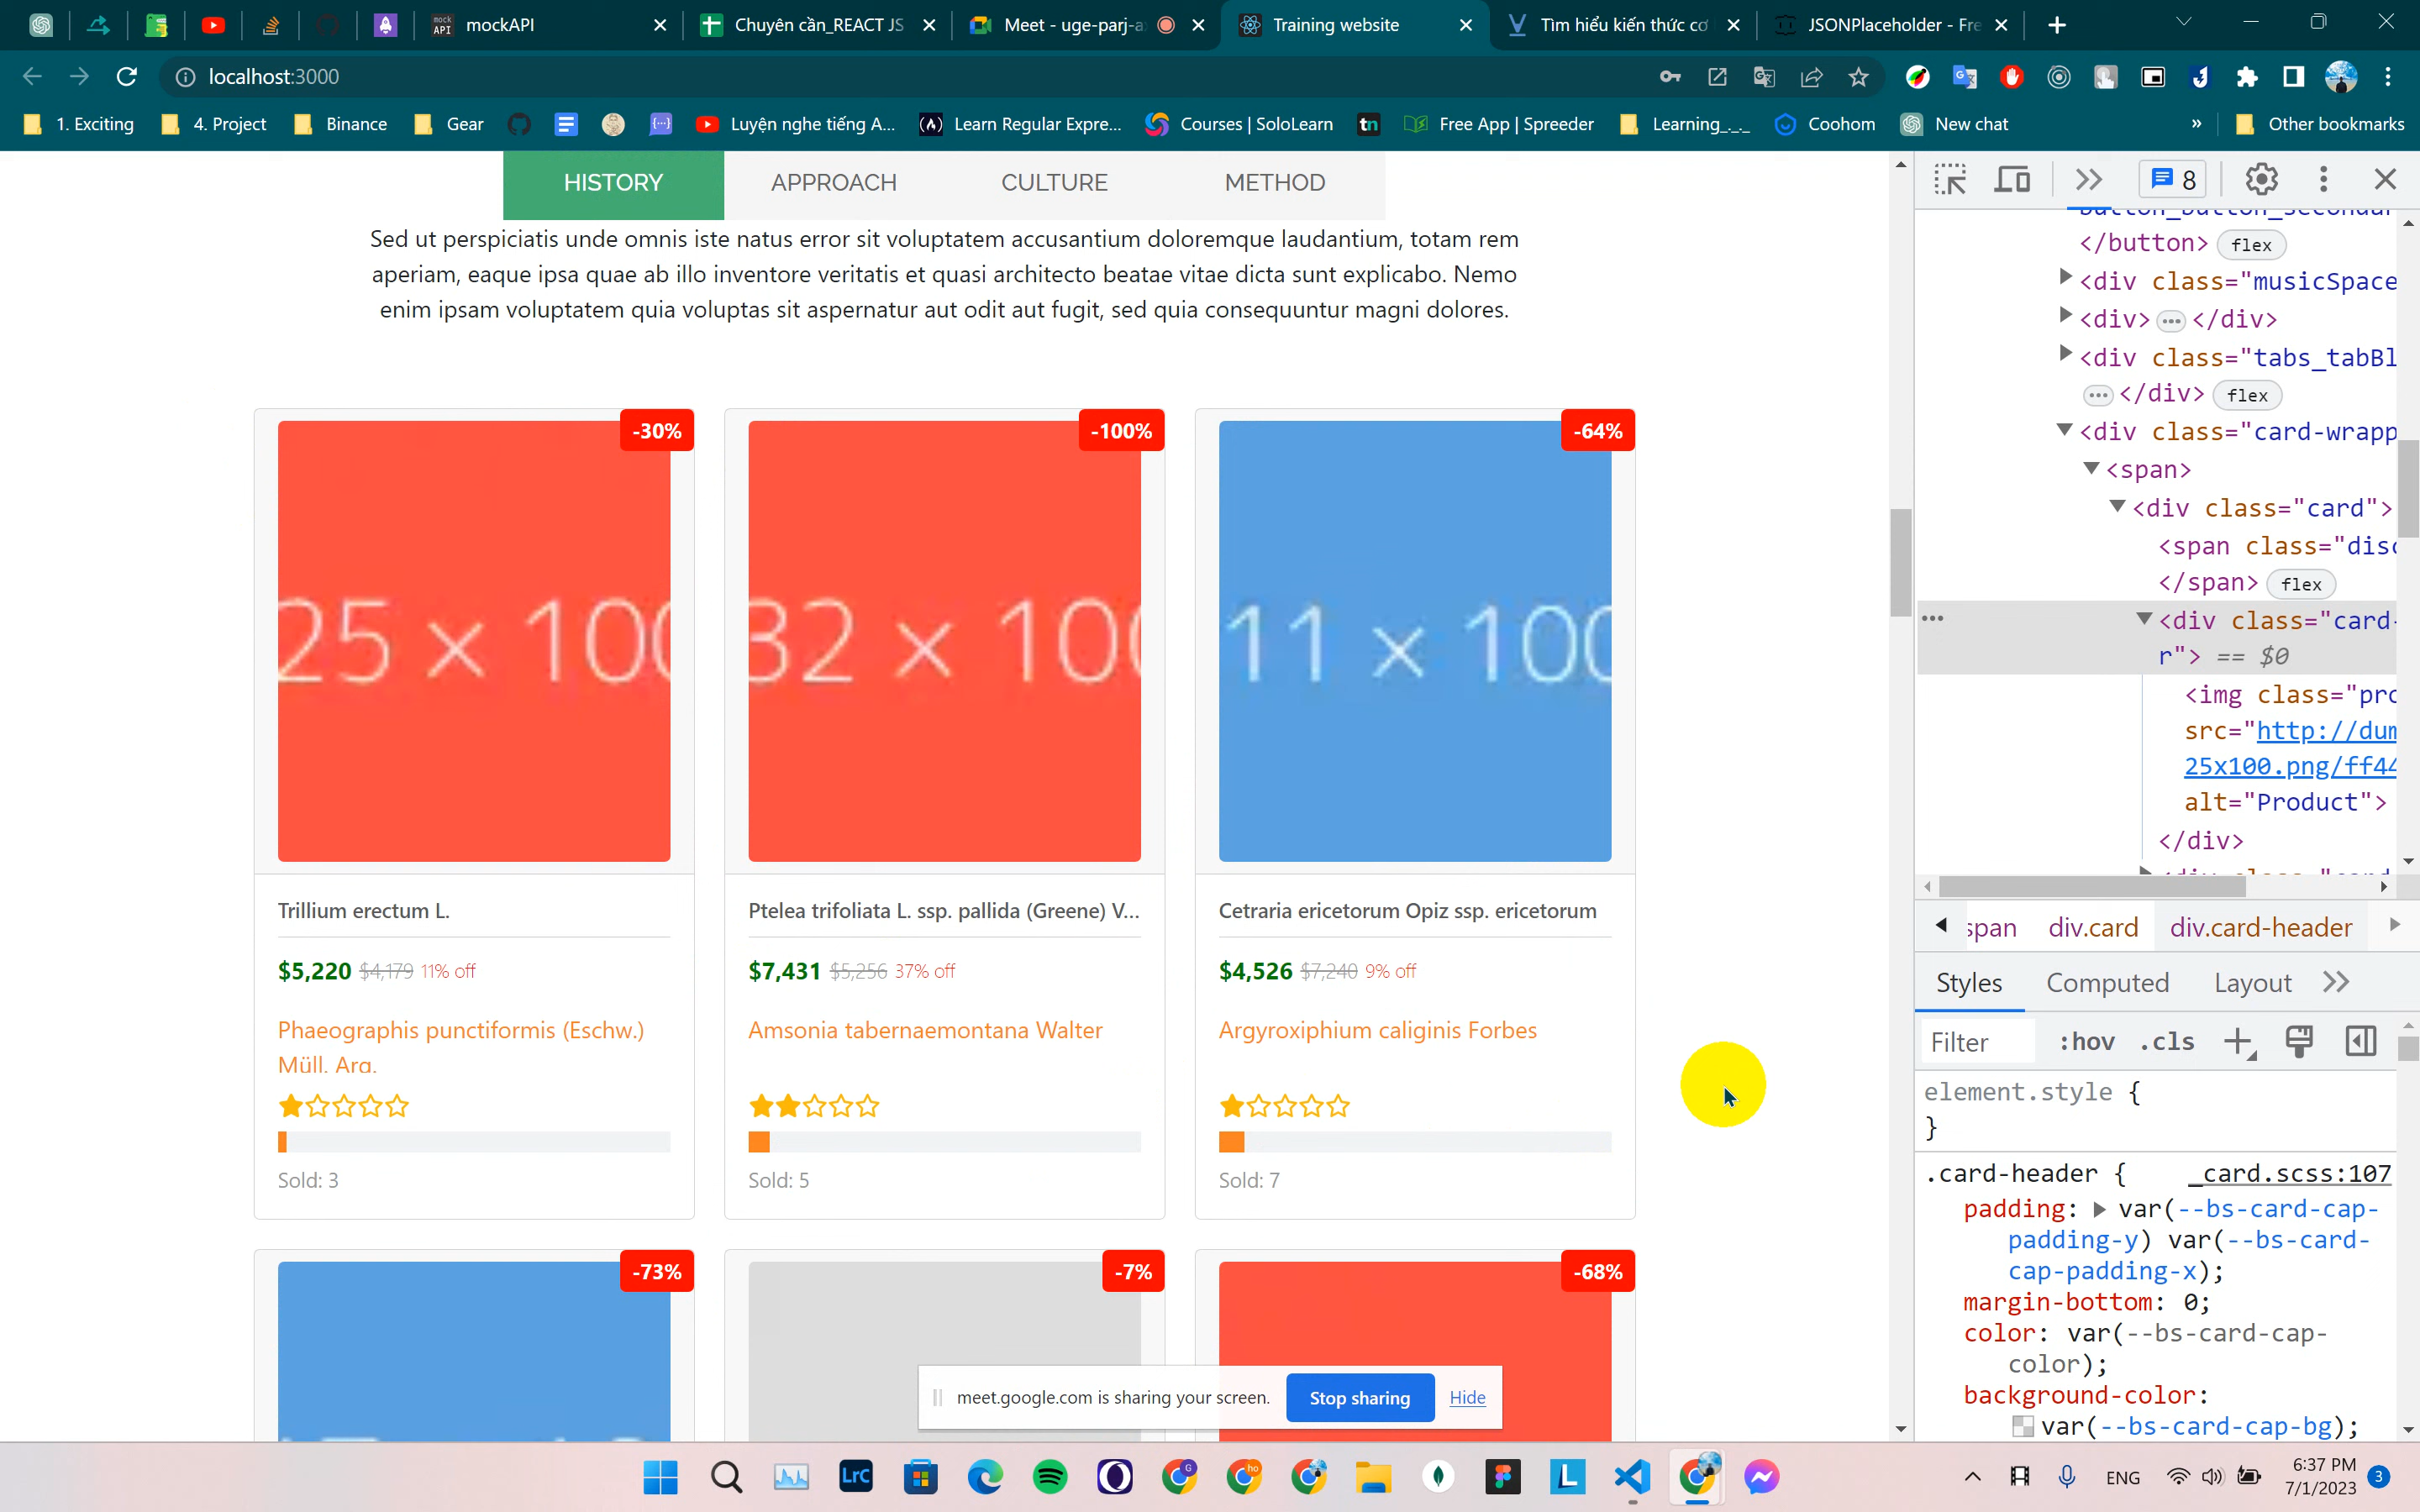 mockAPI
Chuyên cần_REACT JS
Meet - uge-parj-a
Training website
Tìm hiểu kiến thức cơ
JSONPlaceholder - Fre
localhost:3000
1. Exciting
4. Project
Binance
Gear
Luyện nghe tiếng A...
Learn Regular Expre...
Courses | SoloLearn
tn
Free App | Spreeder
Learning_._._
Coohom
New chat
»
Other bookmarks
HISTORY
APPROACH
CULTURE
METHOD
Sed ut perspiciatis unde omnis iste natus error sit voluptatem accusantium doloremque laudantium, totam rem
aperiam, eaque ipsa quae ab illo inventore veritatis et quasi architecto beatae vitae dicta sunt explicabo. Nemo
enim ipsam voluptatem quia voluptas sit aspernatur aut odit aut fugit, sed quia consequuntur magni dolores.
-30%
25 × 100
Trillium erectum L.
$5,220 $4,179 11% off
Phaeographis punctiformis (Eschw.)
Müll. Arg.
Sold: 3
-100%
32 × 100
Ptelea trifoliata L. ssp. pallida (Greene) V...
$7,431 $5,256 37% off
Amsonia tabernaemontana Walter
Sold: 5
-64%
11 × 100
Cetraria ericetorum Opiz ssp. ericetorum
$4,526 $7,240 9% off
Argyroxiphium caliginis Forbes
Sold: 7
-73%
-7%
-68%
meet.google.com is sharing your screen.
Stop sharing
Hide
8
</button> flex
<div class="musicSpace
<div> ... </div>
<div class="tabs_tabBl
... </div> flex
<div class="card-wrapp
<span>
<div class="card">
<span class="disc
</span> flex
<div class="card-
r"> == $0
<img class="pro
src="http://dum
25x100.png/ff44
alt="Product">
</div>
span
div.card
div.card-header
Styles
Computed
Layout
Filter
:hov
.cls
element.style {
}
.card-header {
_card.scss:107
padding: var(--bs-card-cap-
padding-y) var(--bs-card-
cap-padding-x);
margin-bottom: 0;
color: var(--bs-card-cap-
color);
background-color:
var(--bs-card-cap-bg);
LrC
ENG
6:37 PM
7/1/2023
3